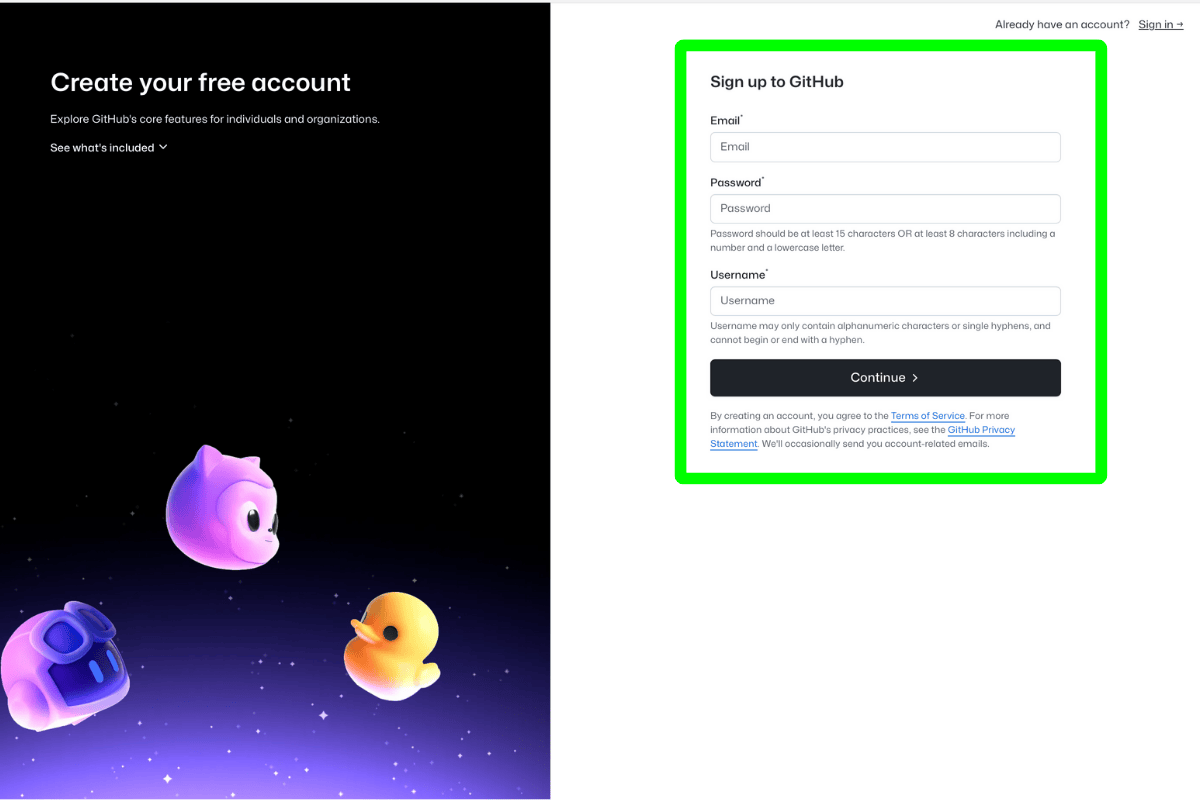 Already have an account? Sign in →
Create your free account
Explore GitHub's core features for individuals and organizations.
See what's included
Sign up to GitHub
Email*
Email
Password*
Password
Password should be at least 15 characters OR at least 8 characters including a
number and a lowercase letter.
Username*
Username
Username may only contain alphanumeric characters or single hyphens, and
cannot begin or end with a hyphen.
Continue >
By creating an account, you agree to the Terms of Service. For more
information about GitHub's privacy practices, see the GitHub Privacy
Statement. We'll occasionally send you account-related emails.